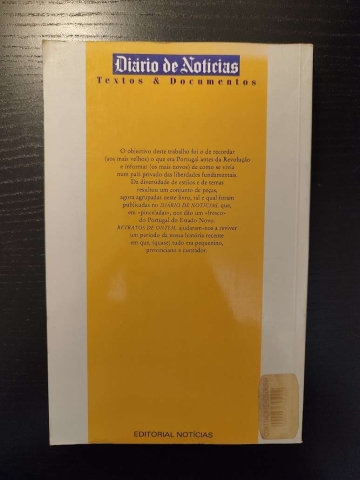 Diário de Notícias
Textos & Documentos
O objectivo deste trabalho foi o de recordar
(aos mais velhos) o que era Portugal antes da Revolução
e informar (os mais novos) de como se vivia
num país privado das liberdades fundamentais.
Da diversidade de estilos e de temas
resultou um conjunto de peças,
agora agrupadas neste livro, tal e qual foram
publicadas no DIÁRIO DE NOTÍCIAS, que,
em «pinceladas», nos dão um «fresco»
do Portugal do Estado Novo.
RETRATOS DE ONTEM, ajudaram-nos a reviver
um período da nossa história recente
em que, (quase) tudo era pequenino,
provinciano e castrador.
EDITORIAL NOTÍCIAS